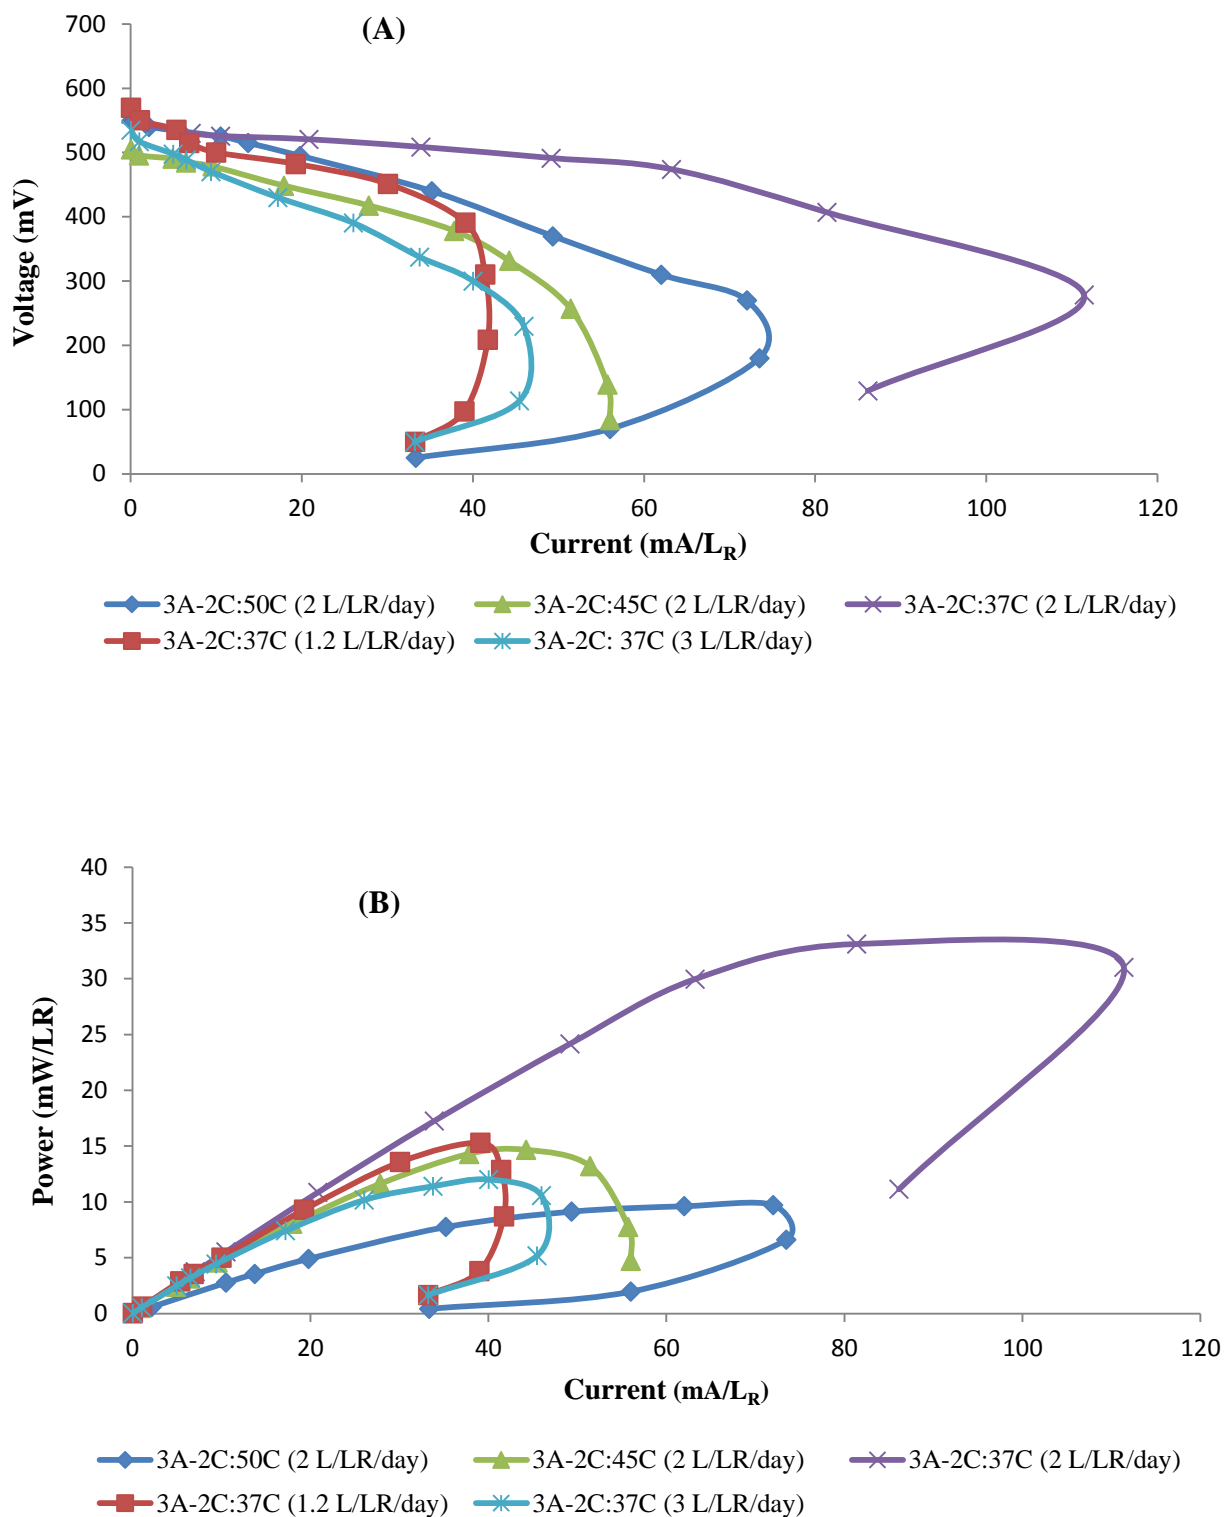 (A)
700
600
500
400
300
200
100
0
Voltage (mV)
0 20 40 60 80 100 120
Current (mA/LR)
3A-2C:50C (2 L/LR/day) 3A-2C:45C (2 L/LR/day) 3A-2C:37C (2 L/LR/day)
3A-2C:37C (1.2 L/LR/day) 3A-2C: 37C (3 L/LR/day)
(B)
40
35
30
25
20
15
10
5
0
Power (mW/LR)
0 20 40 60 80 100 120
Current (mA/LR)
3A-2C:50C (2 L/LR/day) 3A-2C:45C (2 L/LR/day) 3A-2C:37C (2 L/LR/day)
3A-2C:37C (1.2 L/LR/day) 3A-2C:37C (3 L/LR/day)